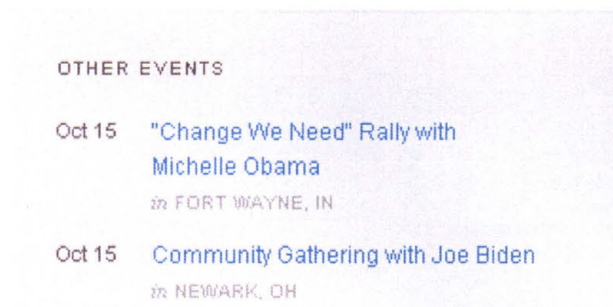 OTHER EVENTS
Oct 15 "Change We Need" Rally with
Michelle Obama
in FORT WAYNE, IN
Oct 15 Community Gathering with Joe Biden
in NEWARK, OH